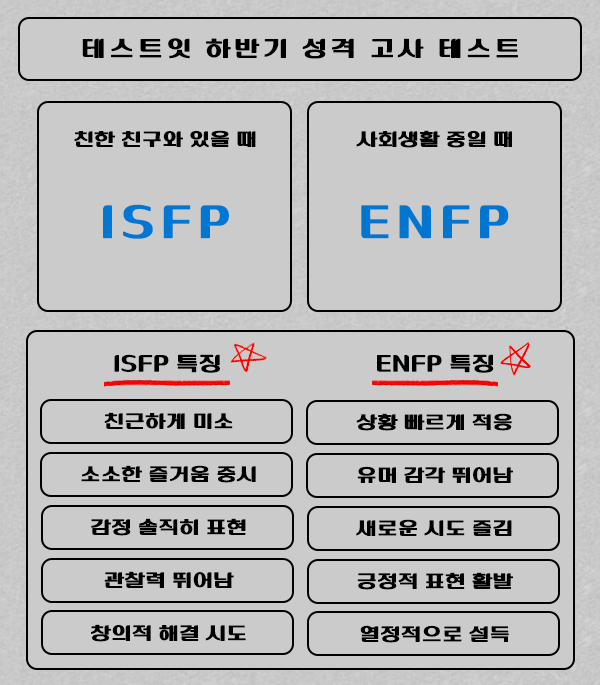 테스트잇 하반기 성격 고사 테스트
친한 친구와 있을 때
ISFP
사회생활 중일 때
ENFP
ISFP 특징
친근하게 미소
소소한 즐거움 중시
감정 솔직히 표현
관찰력 뛰어남
창의적 해결 시도
ENFP 특징
상황 빠르게 적응
유머 감각 뛰어남
새로운 시도 즐김
긍정적 표현 활발
열정적으로 설득